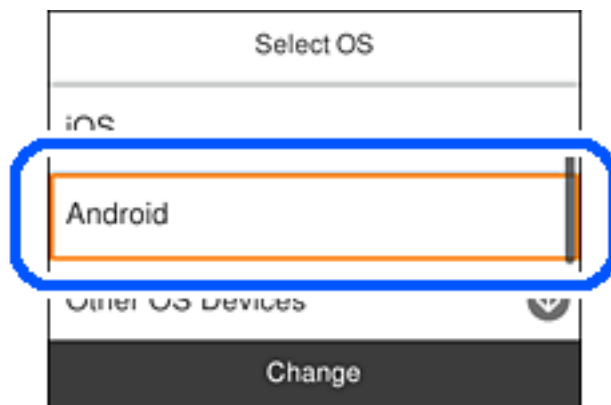 Select OS
iOS
Android
Other OS Devices
Change